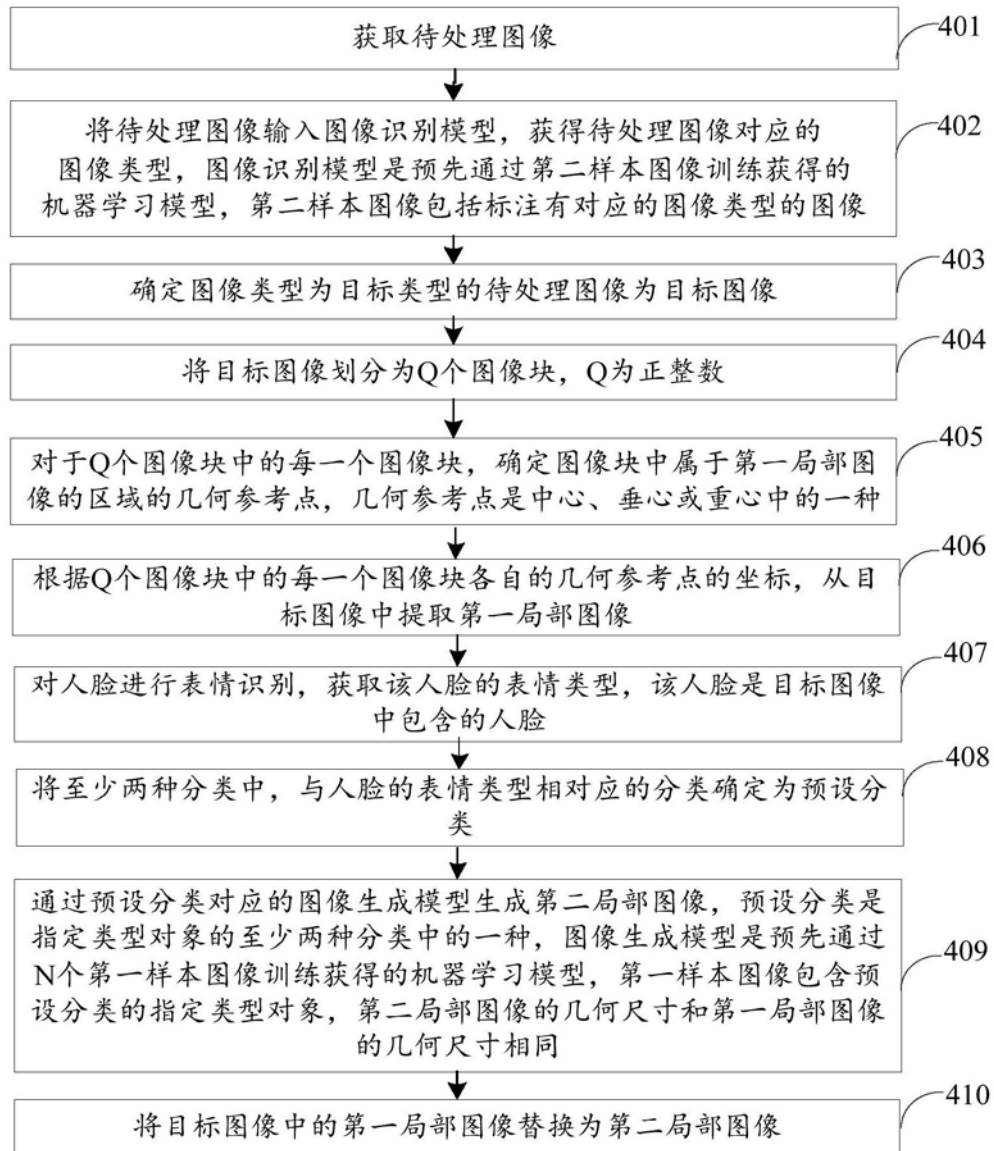 获取待处理图像
401
将待处理图像输入图像识别模型，获得待处理图像对应的
图像类型，图像识别模型是预先通过第二样本图像训练获得的
机器学习模型，第二样本图像包括标注有对应的图像类型的图像
402
确定图像类型为目标类型的待处理图像为目标图像
403
将目标图像划分为Q个图像块，Q为正整数
404
对于Q个图像块中的每一个图像块，确定图像块中属于第一局部图
像的区域的几何参考点，几何参考点是中心、垂心或重心中的一种
405
根据Q个图像块中的每一个图像块各自的几何参考点的坐标，从目
标图像中提取第一局部图像
406
对人脸进行表情识别，获取该人脸的表情类型，该人脸是目标图像
中包含的人脸
407
将至少两种分类中，与人脸的表情类型相对应的分类确定为预设分
类
408
通过预设分类对应的图像生成模型生成第二局部图像，预设分类是
指定类型对象的至少两种分类中的一种，图像生成模型是预先通过
N个第一样本图像训练获得的机器学习模型，第一样本图像包含预
设分类的指定类型对象，第二局部图像的几何尺寸和第一局部图像
的几何尺寸相同
409
将目标图像中的第一局部图像替换为第二局部图像
410